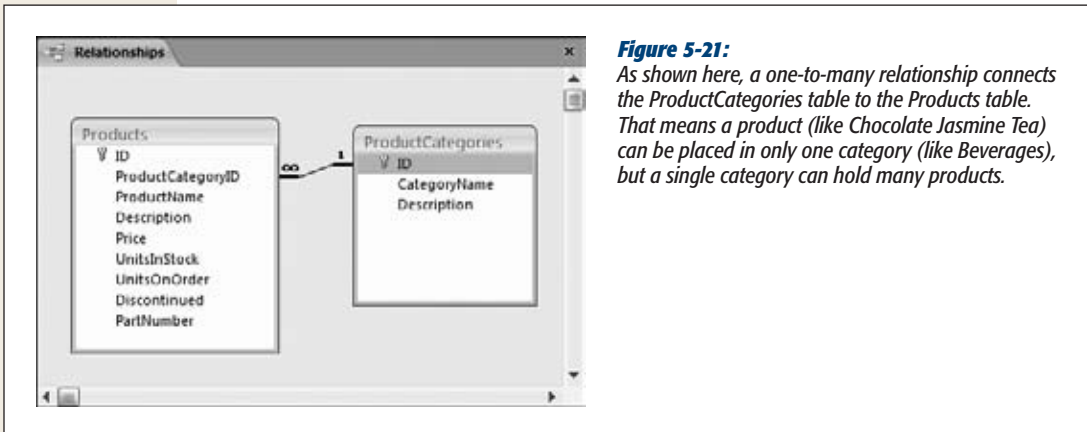 Relationships
Products
ID
ProductCategoryID
ProductName
Description
Price
UnitsInStock
UnitsOnOrder
Discontinued
PartNumber
∞ 1
ProductCategories
ID
CategoryName
Description
Figure 5-21:
As shown here, a one-to-many relationship connects
the ProductCategories table to the Products table.
That means a product (like Chocolate Jasmine Tea)
can be placed in only one category (like Beverages),
but a single category can hold many products.